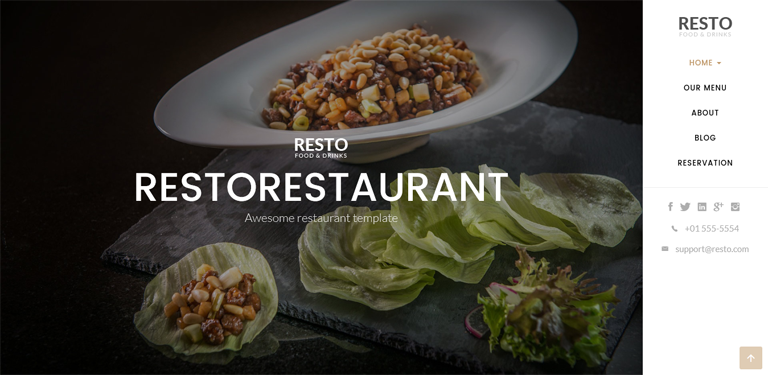 RESTO
FOOD & DRINKS
RESTORESTAURANT
Awesome restaurant template
RESTO
FOOD & DRINKS
HOME
OUR MENU
ABOUT
BLOG
RESERVATION
+01 555-5554
support@resto.com